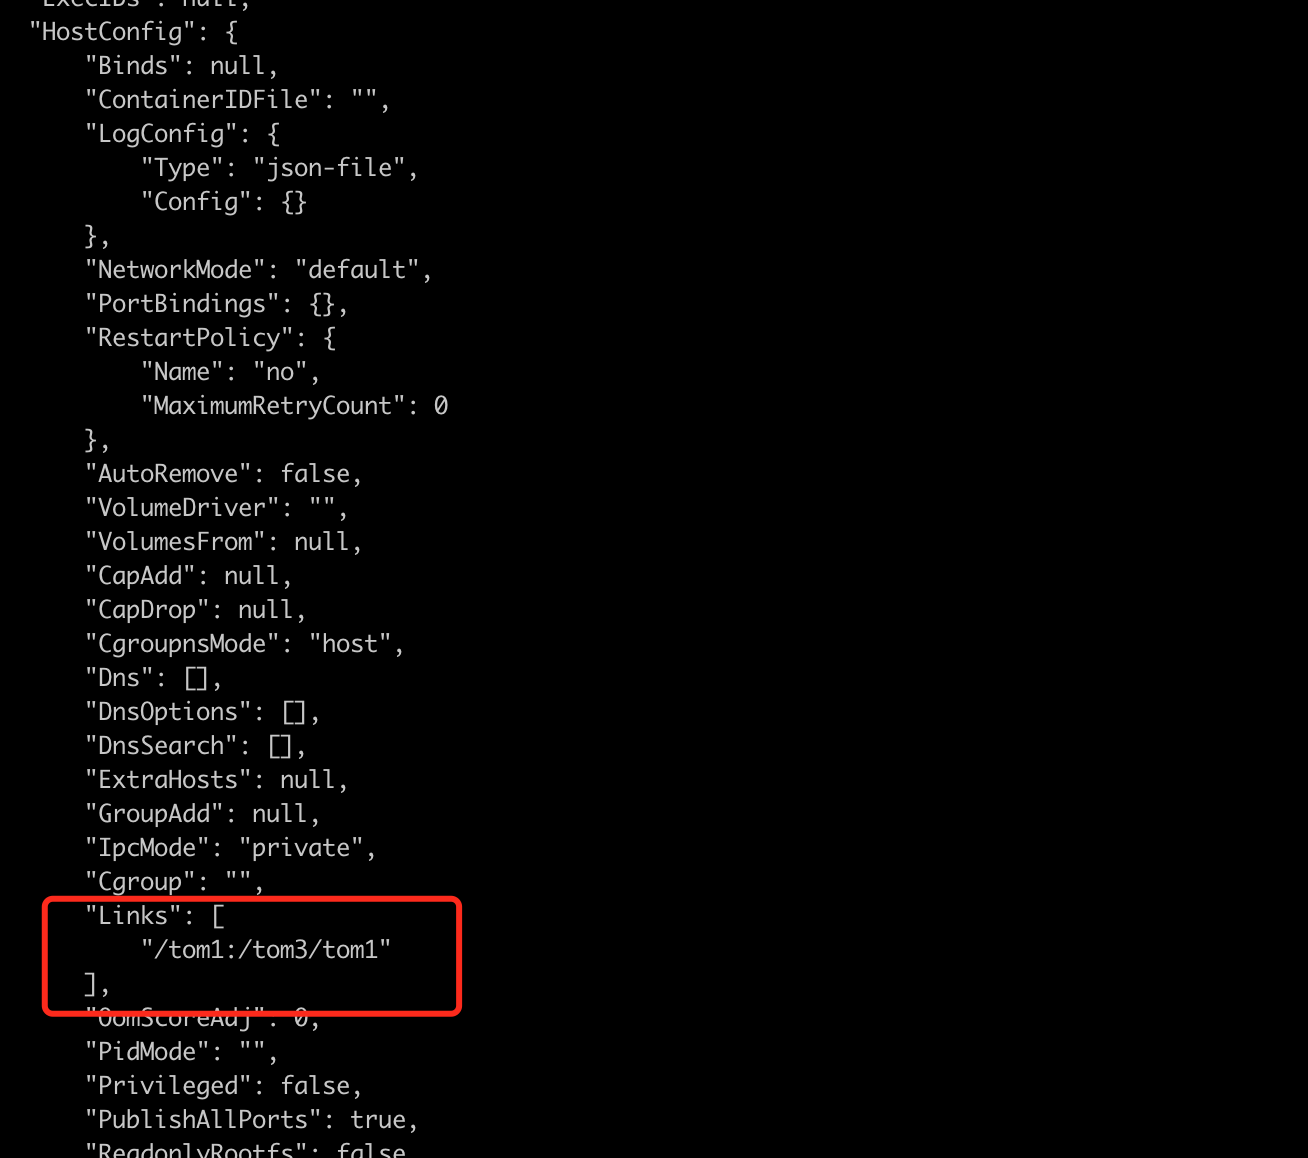 "ExecIDs": null,
"HostConfig": {
"Binds": null,
"ContainerIDFile": "",
"LogConfig": {
"Type": "json-file",
"Config": {}
},
"NetworkMode": "default",
"PortBindings": {},
"RestartPolicy": {
"Name": "no",
"MaximumRetryCount": 0
},
"AutoRemove": false,
"VolumeDriver": "",
"VolumesFrom": null,
"CapAdd": null,
"CapDrop": null,
"CgroupnsMode": "host",
"Dns": [],
"DnsOptions": [],
"DnsSearch": [],
"ExtraHosts": null,
"GroupAdd": null,
"IpcMode": "private",
"Cgroup": "",
"Links": [
"/tom1:/tom3/tom1"
],
"OomScoreAdj": 0,
"PidMode": "",
"Privileged": false,
"PublishAllPorts": true,
"ReadonlyRootfs": false